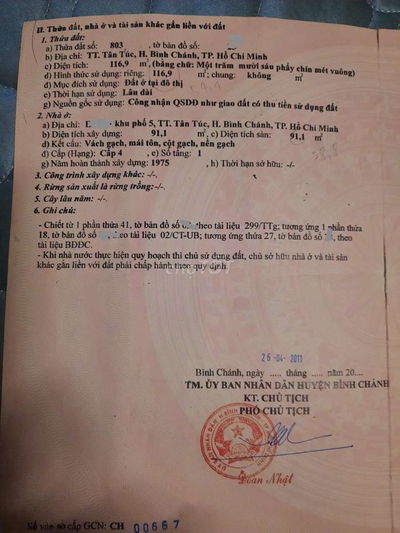 II. Thửa đất, nhà ở và tài sản khác gắn liền với đất
1. Thửa đất:
a) Thửa đất số: 803 , tờ bản đồ số:
b) Địa chỉ: TT. Tân Túc, H. Bình Chánh, TP. Hồ Chí Minh
c) Diện tích: 116,9 m², (bằng chữ: Một trăm mười sáu phẩy chín mét vuông)
d) Hình thức sử dụng: riêng: 116,9 m²; chung: không m²
đ) Mục đích sử dụng: Đất ở tại đô thị
e) Thời hạn sử dụng: Lâu dài
g) Nguồn gốc sử dụng: Công nhận QSDĐ như giao đất có thu tiền sử dụng đất
2. Nhà ở:
a) Địa chỉ: khu phố 5, TT Tân Túc, H. Bình Chánh, TP. Hồ Chí Minh
b) Diện tích xây dựng: 91,1 m², c) Diện tích sàn: 91,1 m²
d) Kết cấu: Vách gạch, mái tôn, cột gạch, nền gạch
đ) Cấp (Hạng): Cấp 4 , e) Số tầng: 1
g) Năm hoàn thành xây dựng: 1975 , h) Thời hạn sở hữu: -/-
3. Công trình xây dựng khác: -/-
4. Rừng sản xuất là rừng trồng: -/-
5. Cây lâu năm: -/-
6. Ghi chú:
- Chiết từ 1 phần thửa 41, tờ bản đồ số theo tài liệu 299/TTg; tương ứng 1 phần thửa
18, tờ bản đồ số theo tài liệu 02/CT-UB; tương ứng thửa 27, tờ bản đồ số , theo
tài liệu BĐĐC.
- Khi nhà nước thực hiện quy hoạch thì chủ sử dụng đất, chủ sở hữu nhà ở và tài sản
khác gắn liền với đất phải chấp hành theo quy định.
26-04-2011
Bình Chánh, ngày ..... tháng ..... năm 20....
TM. ỦY BAN NHÂN DÂN HUYỆN BÌNH CHÁNH
KT. CHỦ TỊCH
PHÓ CHỦ TỊCH
Đoàn Nhật
Số vào sổ cấp GCN: CH 00667